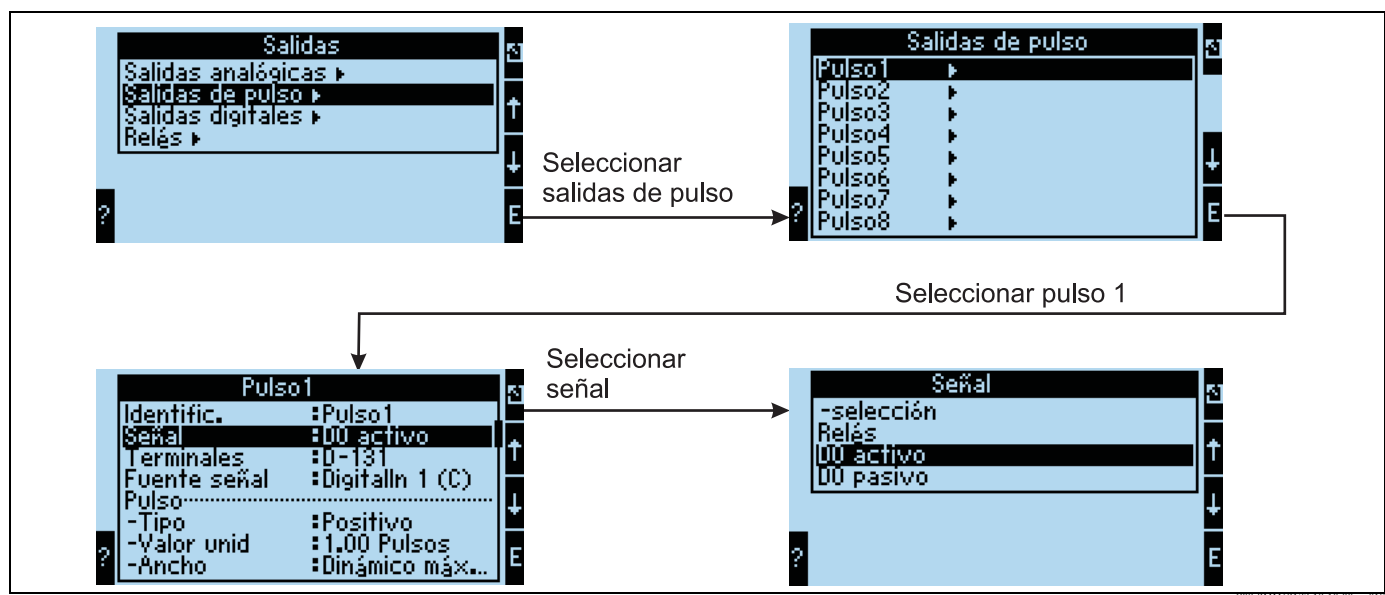 Salidas
Salidas analógicas
Salidas de pulso
Salidas digitales
Relés
?
E
Seleccionar
salidas de pulso
Salidas de pulso
Pulso1
Pulso2
Pulso3
Pulso4
Pulso5
Pulso6
Pulso7
Pulso8
?
E
Seleccionar pulso 1
Pulso1
Identific. :Pulso1
Señal :DO activo
Terminales :D-131
Fuente señal :DigitalIn 1 (C)
Pulso
-Tipo :Positivo
-Valor unid :1.00 Pulsos
-Ancho :Dinámico máx...
?
E
Seleccionar
señal
Señal
-selección
Relés
DO activo
DO pasivo
?
E